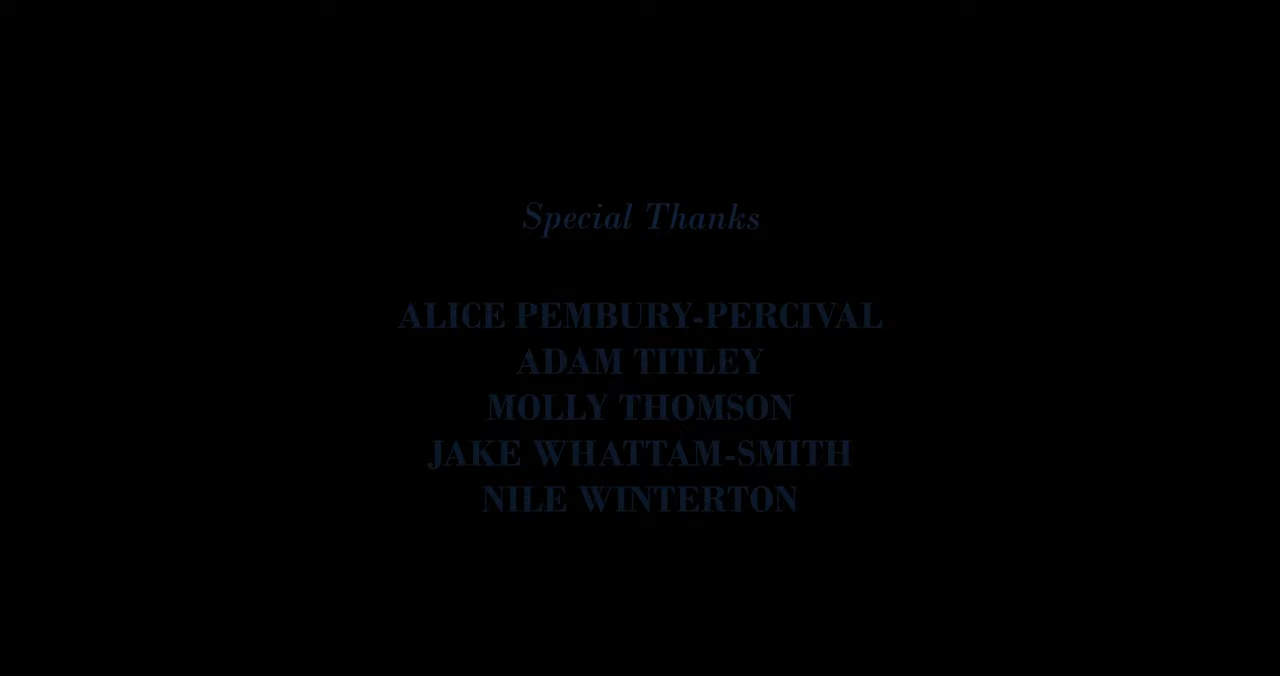 Special Thanks
ALICE PEMBURY-PERCIVAL
ADAM TITLEY
MOLLY THOMSON
JAKE WHATTAM-SMITH
NILE WINTERTON